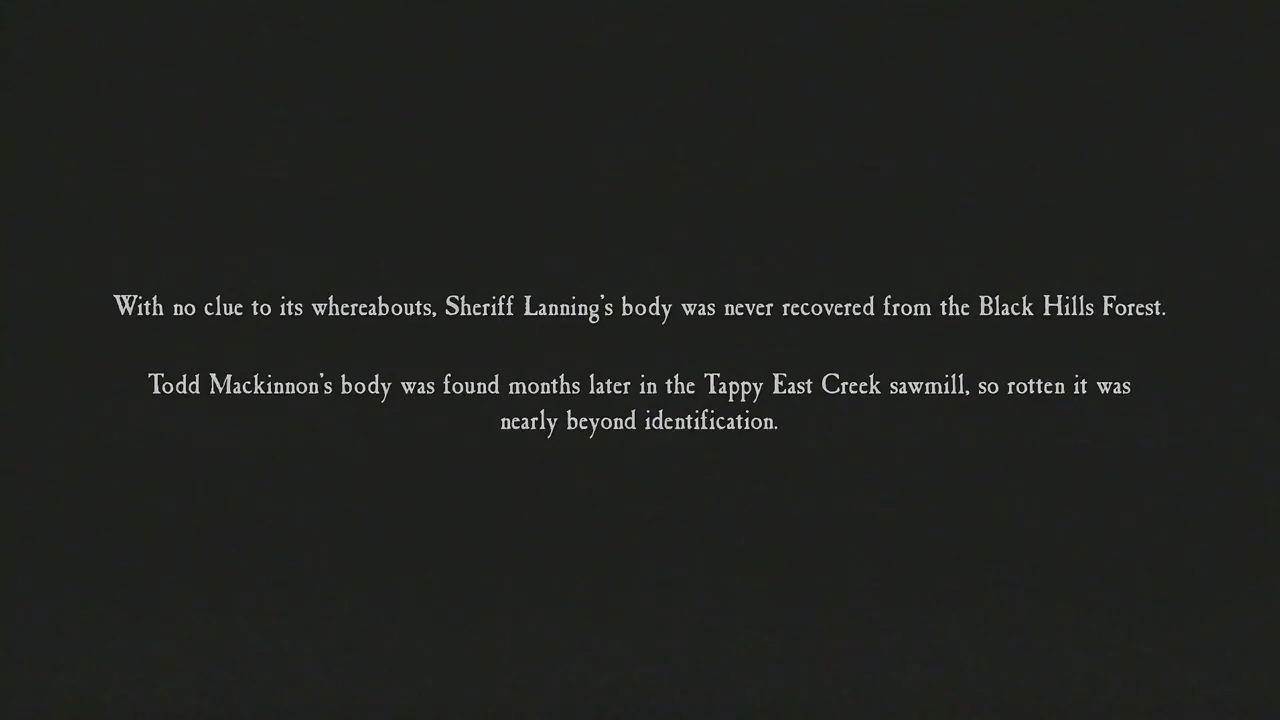 With no clue to its whereabouts, Sheriff Lanning's body was never recovered from the Black Hills Forest.
Todd Mackinnon's body was found months later in the Tappy East Creek sawmill, so rotten it was
nearly beyond identification.